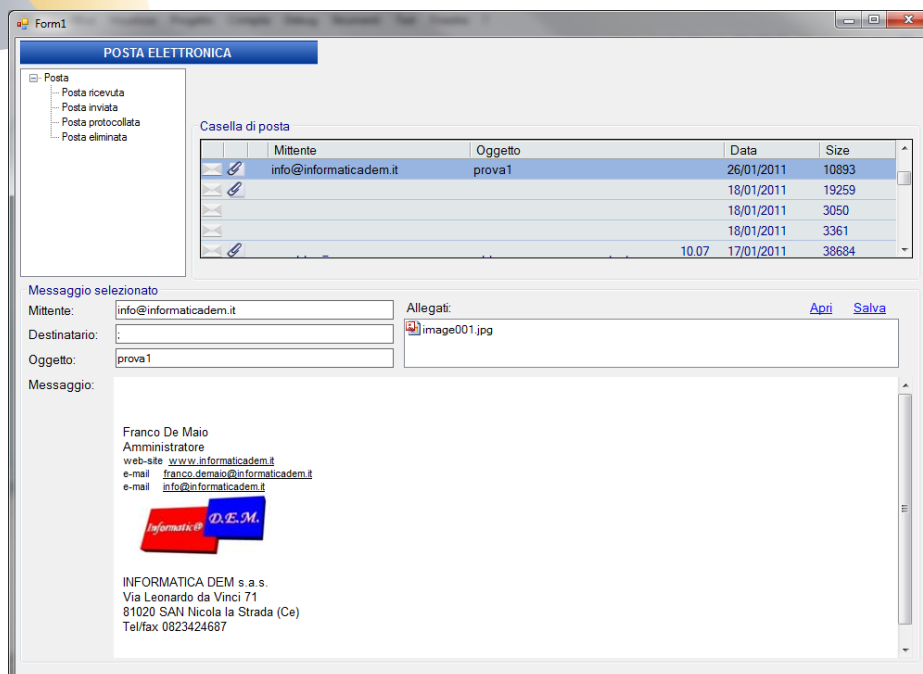 Form1
POSTA ELETTRONICA
Posta
Posta ricevuta
Posta inviata
Posta protocollata
Posta eliminata
Casella di posta
Mittente Oggetto Data Size
info@informaticadem.it prova1 26/01/2011 10893
18/01/2011 19259
18/01/2011 3050
18/01/2011 3361
10.07 17/01/2011 38684
Messaggio selezionato
Mittente: info@informaticadem.it
Allegati: Apri Salva
image001.jpg
Destinatario: :
Oggetto: prova1
Messaggio:
Franco De Maio
Amministratore
web-site www.informaticadem.it
e-mail franco.demaio@informaticadem.it
e-mail info@informaticadem.it
Informatic@ D.E.M.
INFORMATICA DEM s.a.s.
Via Leonardo da Vinci 71
81020 SAN Nicola la Strada (Ce)
Tel/fax 0823424687